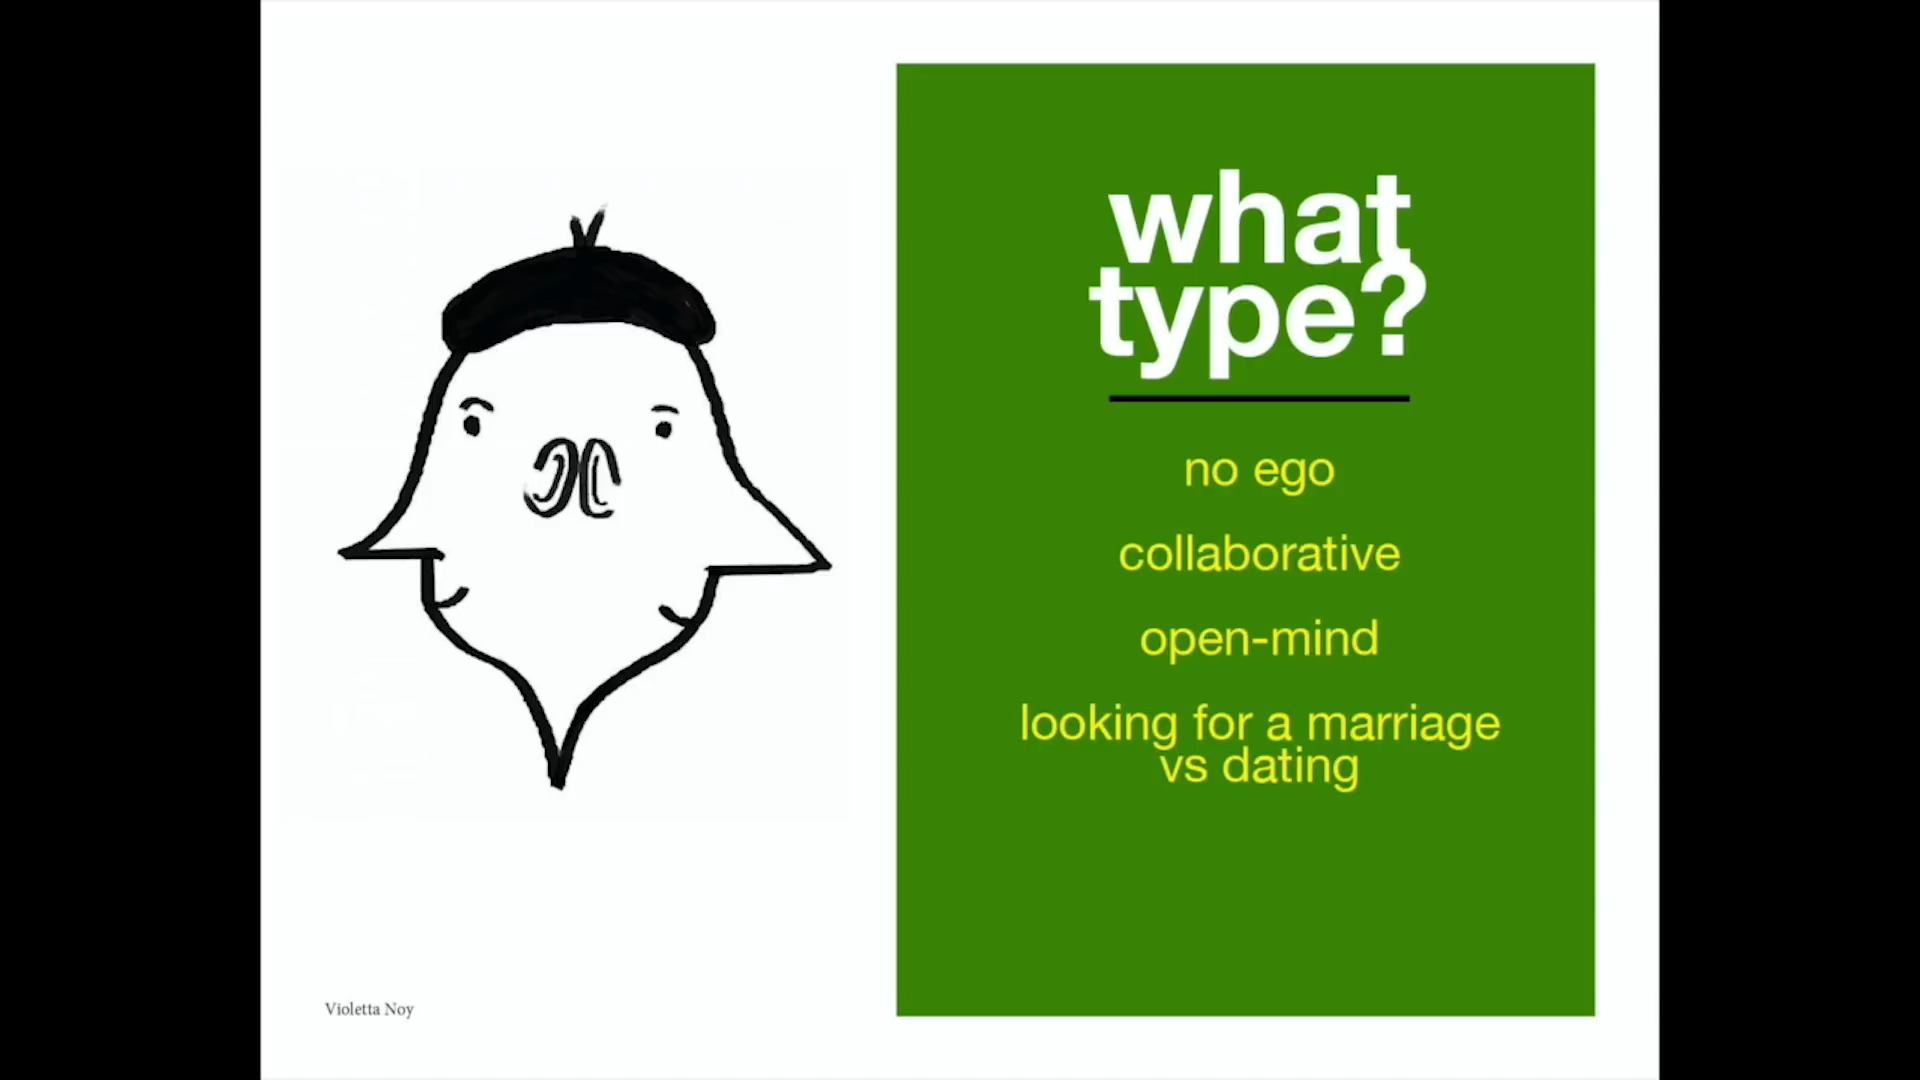 what
type?
no ego
collaborative
open-mind
looking for a marriage
vs dating
Violetta Noy